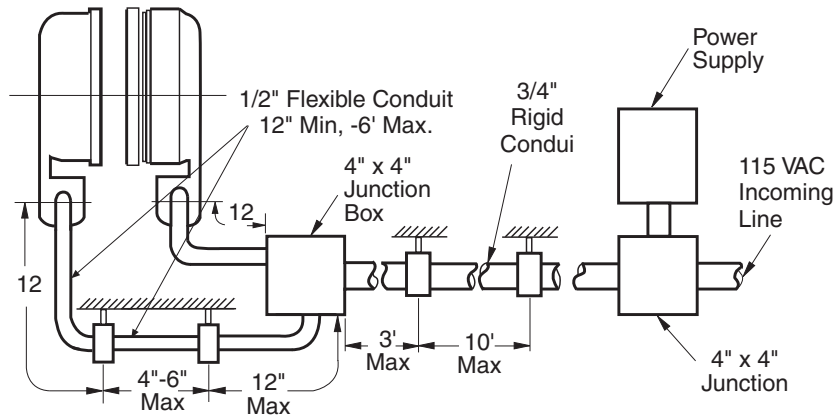 Power
Supply
1/2" Flexible Conduit
12" Min, -6' Max.
3/4"
Rigid
Condui
4" x 4"
Junction
Box
115 VAC
Incoming
Line
12
12
3'
Max
10'
Max
4"-6"
Max
12"
Max
4" x 4"
Junction